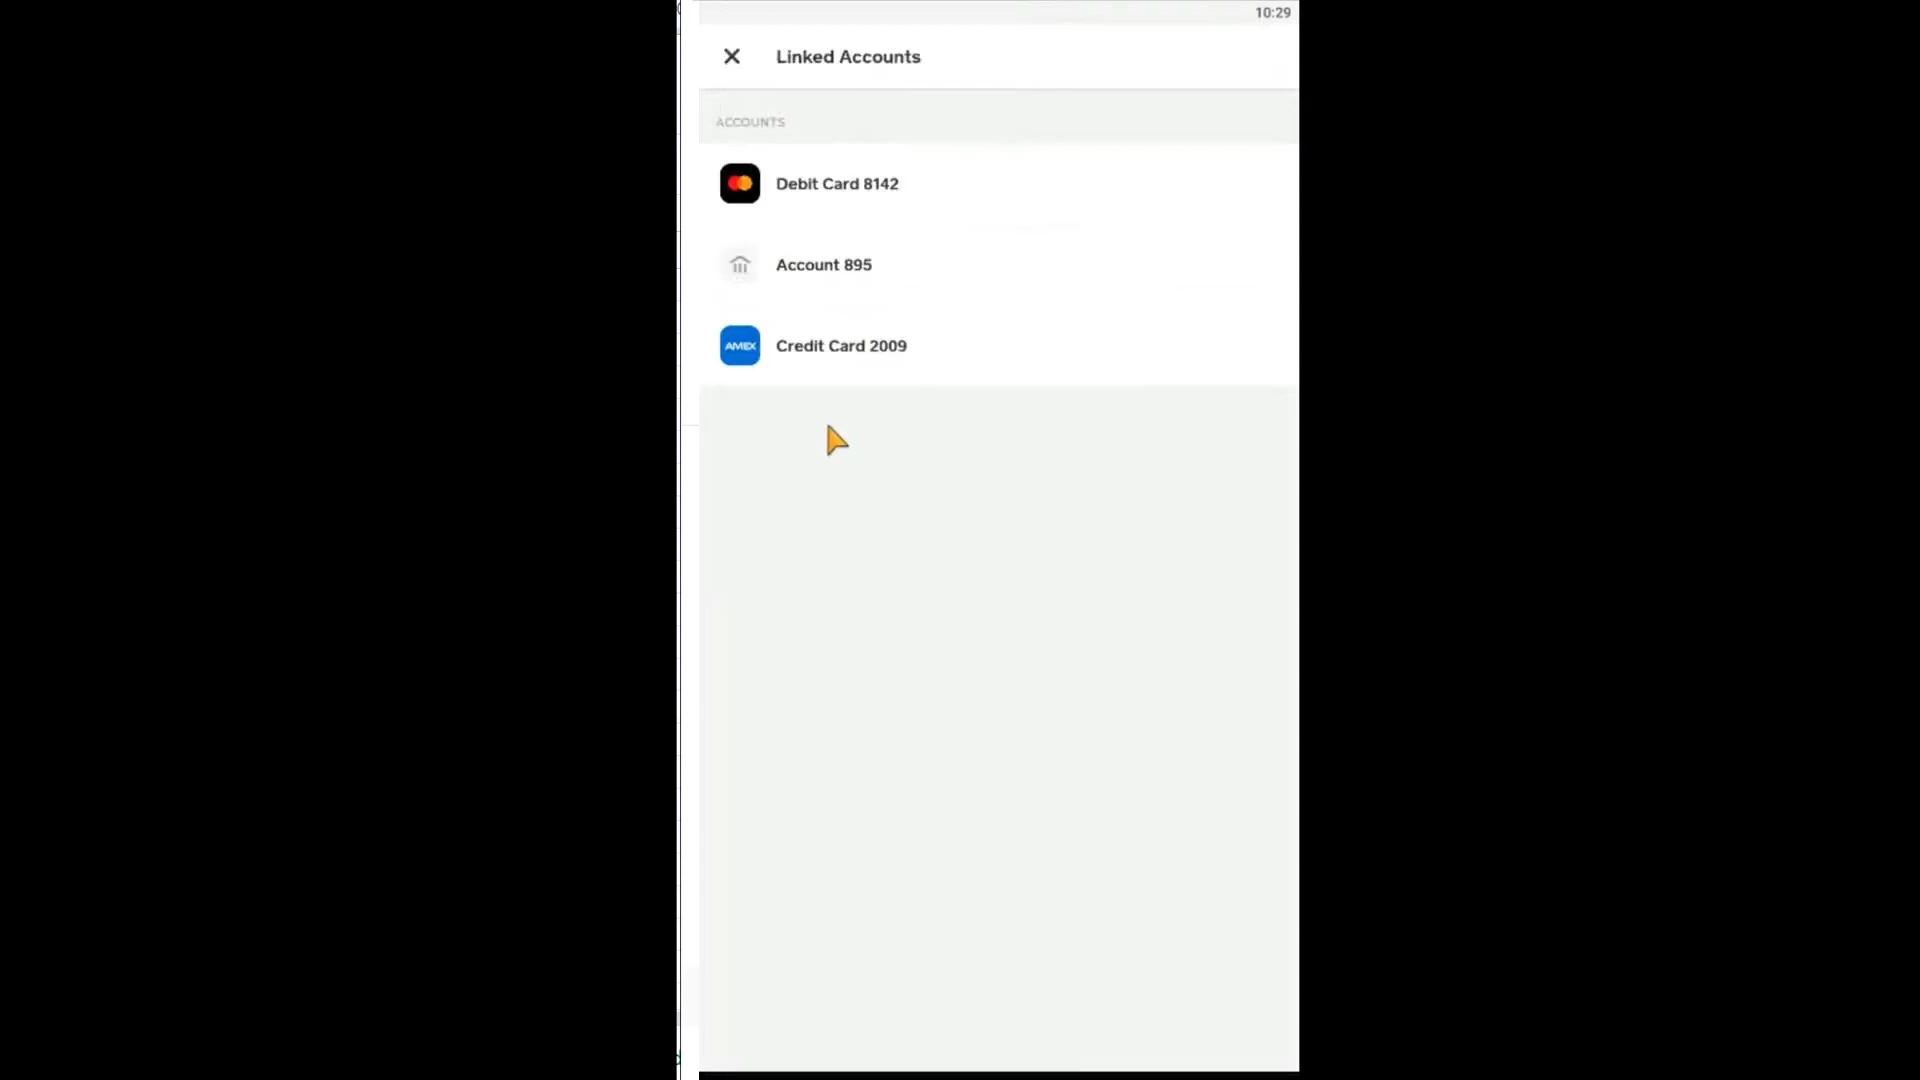 10:29
Linked Accounts
ACCOUNTS
Debit Card 8142
Account 895
AMEX
Credit Card 2009